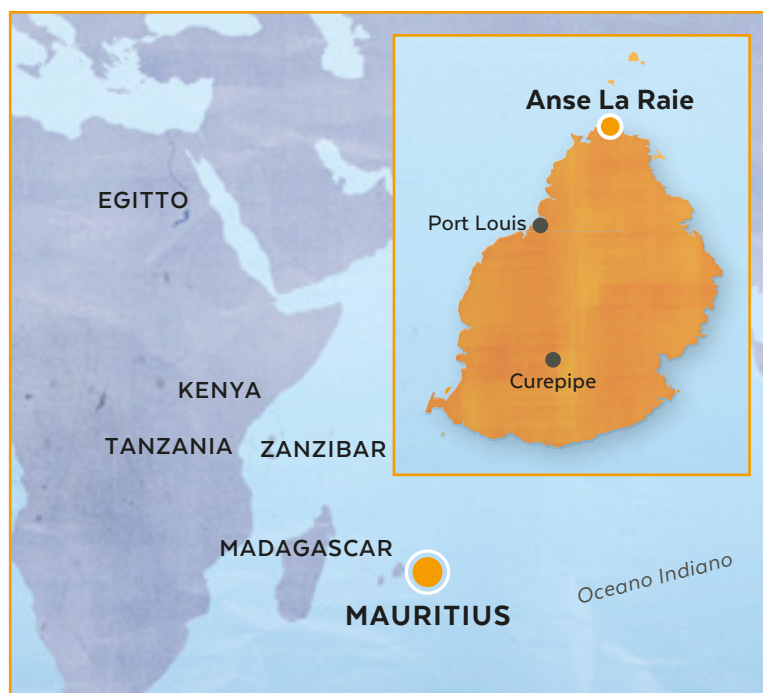 Anse La Raie
EGITTO
Port Louis
Curepipe
KENYA
TANZANIA
ZANZIBAR
MADAGASCAR
Oceano Indiano
MAURITIUS